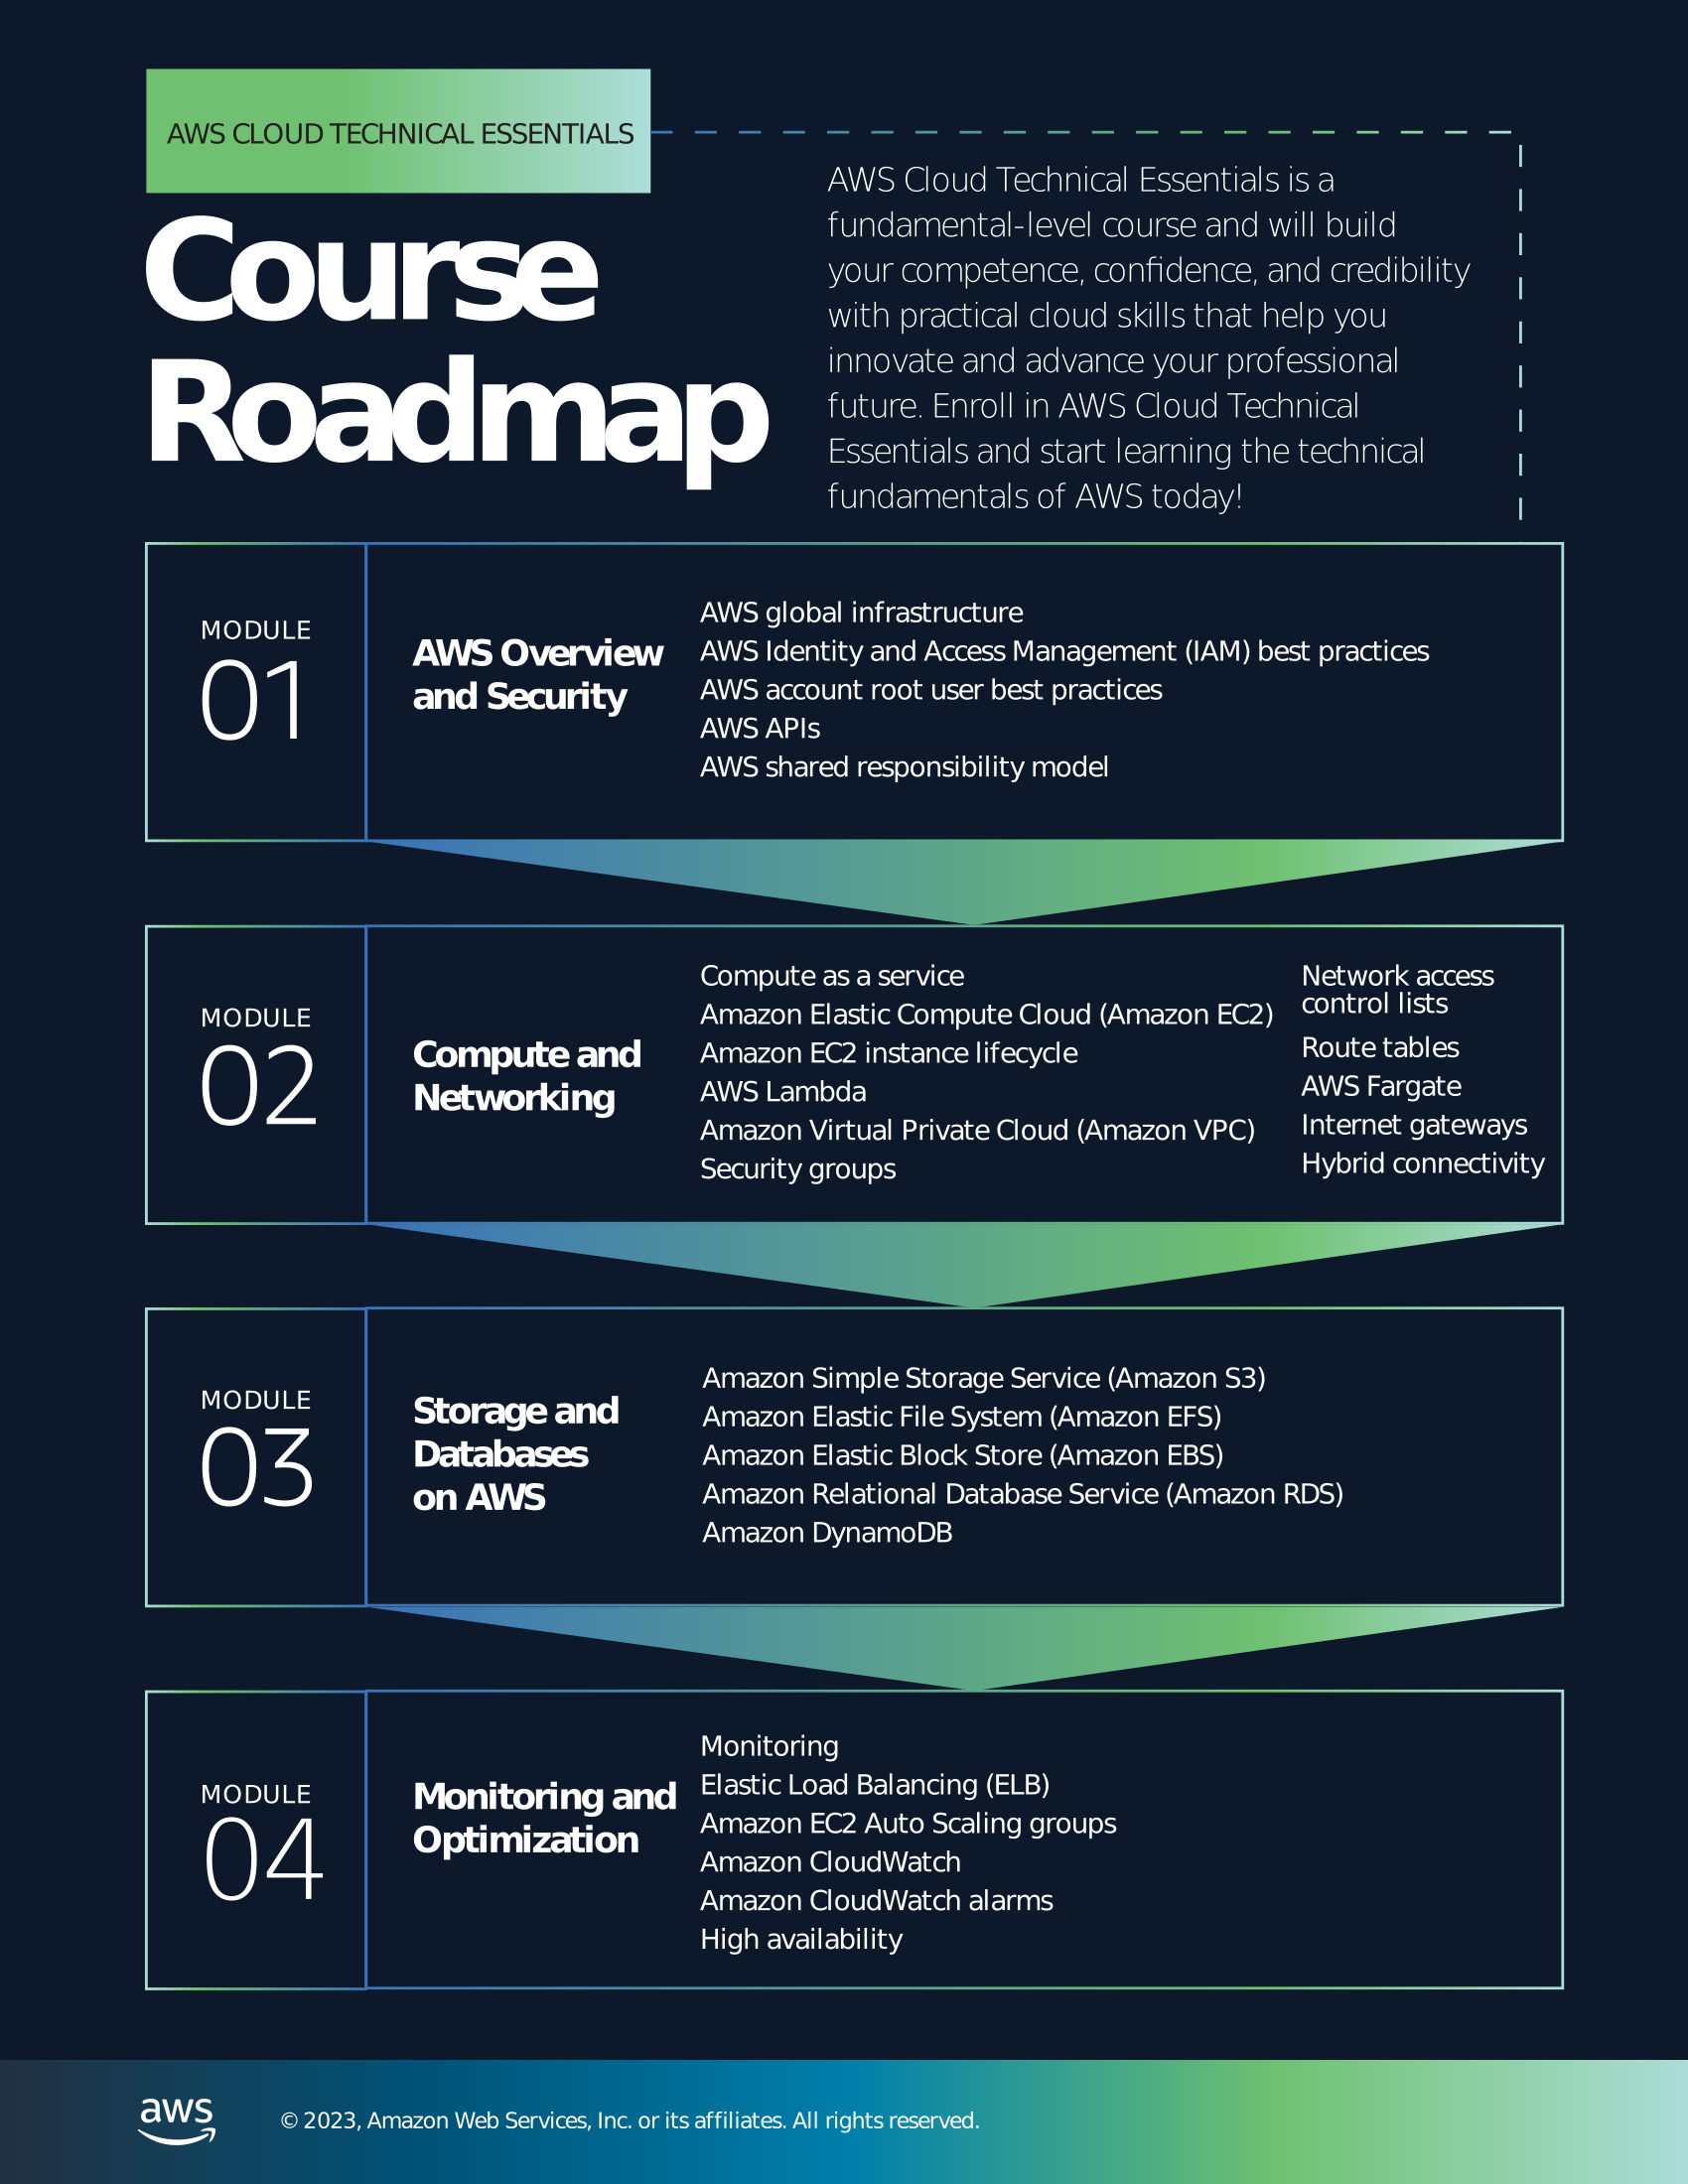 AWS CLOUD TECHNICAL ESSENTIALS
Course
Roadmap
AWS Cloud Technical Essentials is a
fundamental-level course and will build
your competence, confidence, and credibility
with practical cloud skills that help you
innovate and advance your professional
future. Enroll in AWS Cloud Technical
Essentials and start learning the technical
fundamentals of AWS today!
MODULE
01
AWS Overview
and Security
AWS global infrastructure
AWS Identity and Access Management (IAM) best practices
AWS account root user best practices
AWS APIs
AWS shared responsibility model
MODULE
02
Compute and
Networking
Compute as a service
Amazon Elastic Compute Cloud (Amazon EC2)
Amazon EC2 instance lifecycle
AWS Lambda
Amazon Virtual Private Cloud (Amazon VPC)
Security groups
Network access
control lists
Route tables
AWS Fargate
Internet gateways
Hybrid connectivity
MODULE
03
Storage and
Databases
on AWS
Amazon Simple Storage Service (Amazon S3)
Amazon Elastic File System (Amazon EFS)
Amazon Elastic Block Store (Amazon EBS)
Amazon Relational Database Service (Amazon RDS)
Amazon DynamoDB
MODULE
04
Monitoring and
Optimization
Monitoring
Elastic Load Balancing (ELB)
Amazon EC2 Auto Scaling groups
Amazon CloudWatch
Amazon CloudWatch alarms
High availability
aws
© 2023, Amazon Web Services, Inc. or its affiliates. All rights reserved.